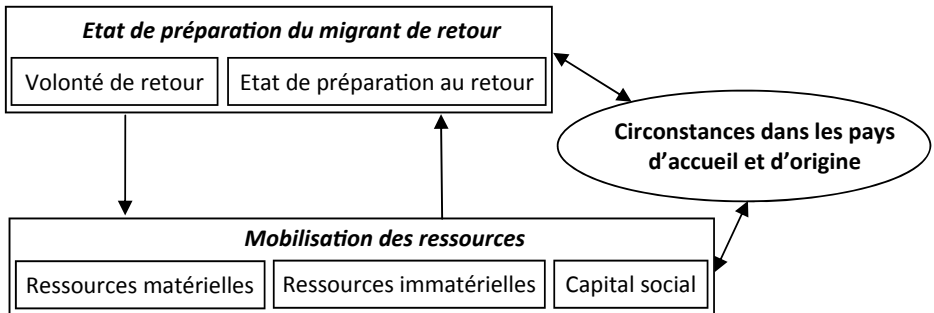 Etat de préparation du migrant de retour
Volonté de retour
Etat de préparation au retour
Circonstances dans les pays
d’accueil et d’origine
Mobilisation des ressources
Ressources matérielles
Ressources immatérielles
Capital social